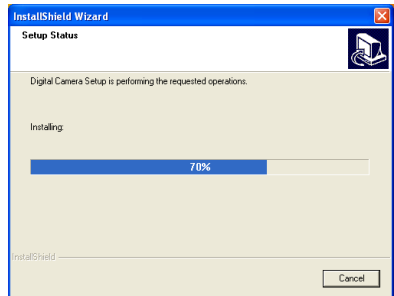 InstallShield Wizard
Setup Status
Digital Camera Setup is performing the requested operations.
Installing:
70%
InstallShield
Cancel